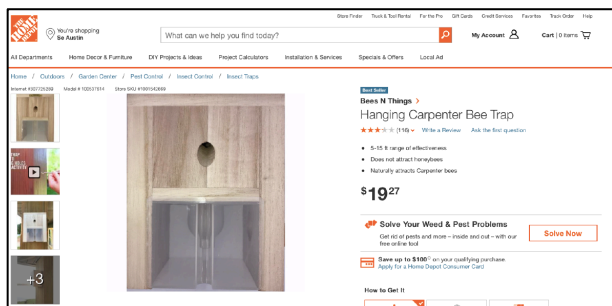 THE HOME DEPOT
Store Finder Truck & Tool Rental For the Pro Gift Cards Credit Services Favorites Track Order Help
You're shopping
Se Austin
What can we help you find today?
My Account
Cart | 0 items
All Departments Home Decor & Furniture DIY Projects & Ideas Project Calculators Installation & Services Specials & Offers Local Ad
Home / Outdoors / Garden Center / Pest Control / Insect Control / Insect Traps
Best Seller
Bees N Things >
Hanging Carpenter Bee Trap
(116) Write a Review Ask the first question
5-15 ft range of effectiveness
Does not attract honeybees
Naturally attracts Carpenter bees
$19 27
Solve Your Weed & Pest Problems
Get rid of pests and more – inside and out – with our
free online tool
Solve Now
Save up to $100 on your qualifying purchase
Apply for a Home Depot Consumer Card
+3
How to Get It